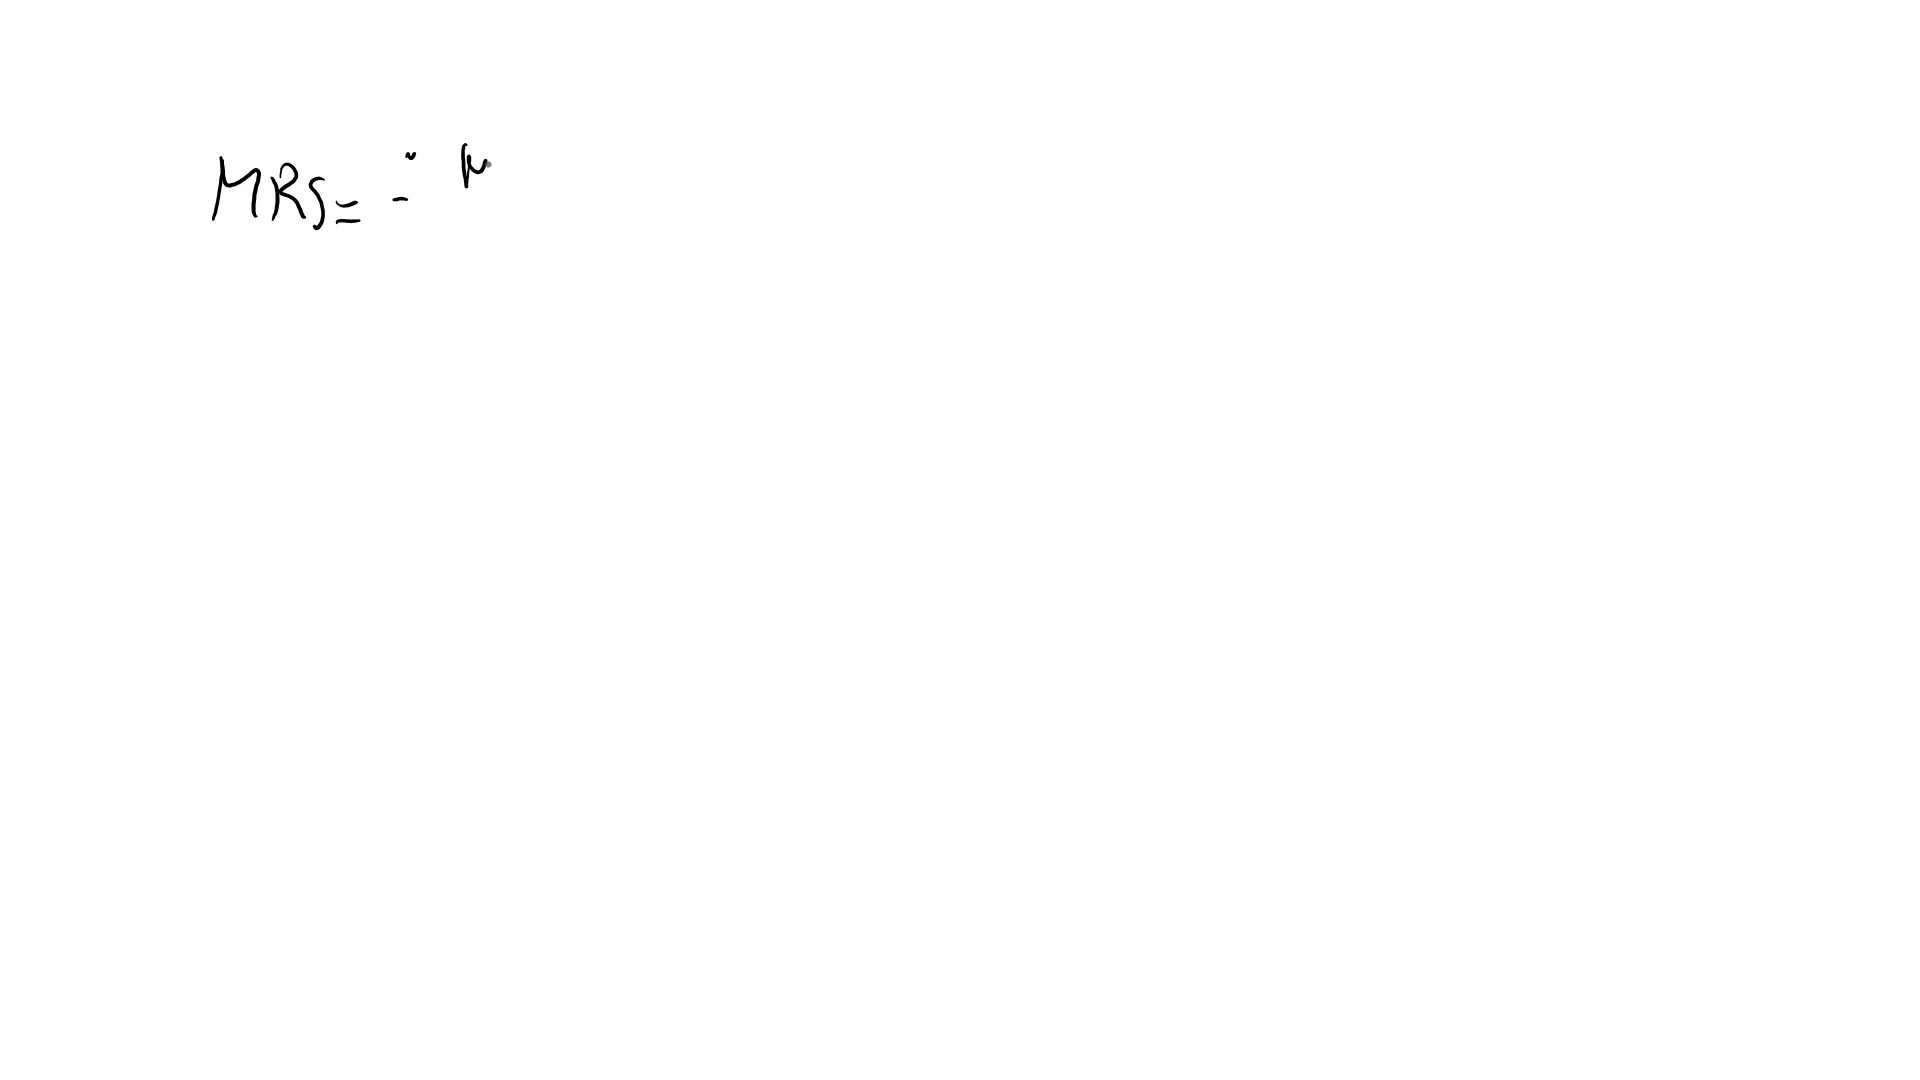 MRS = -